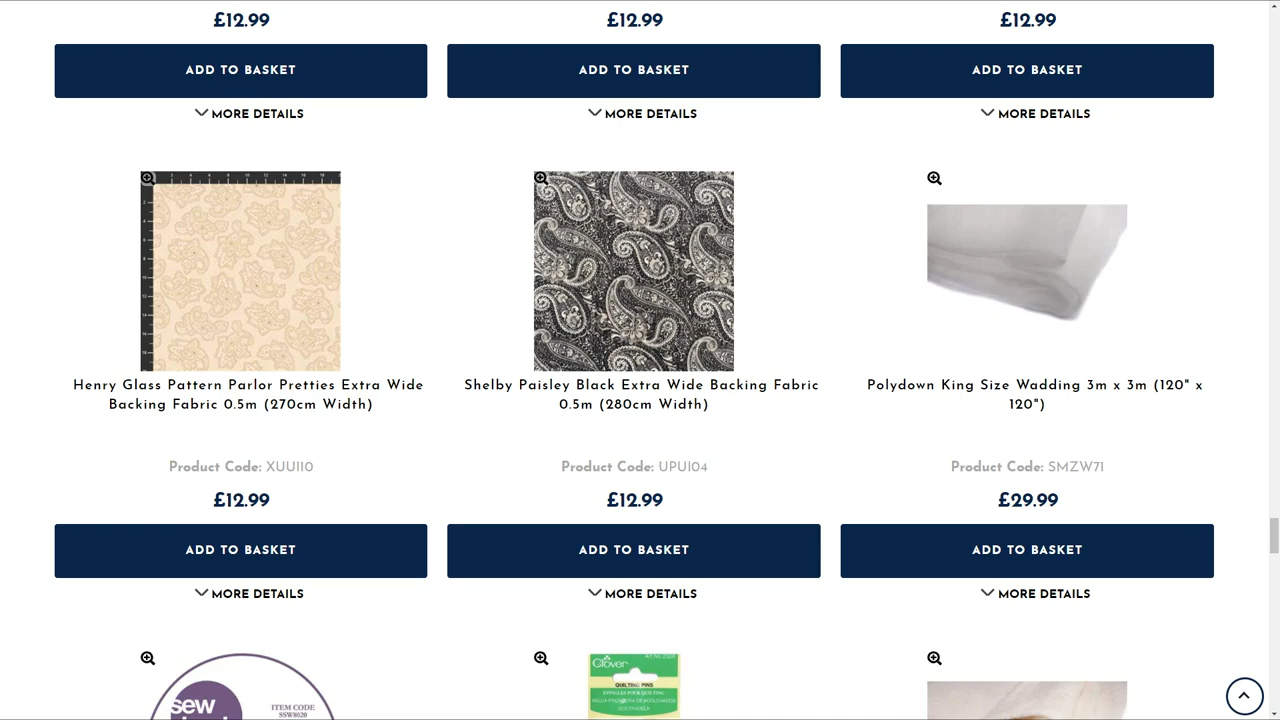 £12.99
£12.99
£12.99
ADD TO BASKET
ADD TO BASKET
ADD TO BASKET
MORE DETAILS
MORE DETAILS
MORE DETAILS
Henry Glass Pattern Parlor Pretties Extra Wide
Backing Fabric 0.5m (270cm Width)
Shelby Paisley Black Extra Wide Backing Fabric
0.5m (280cm Width)
Polydown King Size Wadding 3m x 3m (120" x
120")
Product Code: XUUI10
Product Code: UPUI04
Product Code: SMZW71
£12.99
£12.99
£29.99
ADD TO BASKET
ADD TO BASKET
ADD TO BASKET
MORE DETAILS
MORE DETAILS
MORE DETAILS
sew
ITEM CODE
SSW8020
Clover
QUILTING PINS